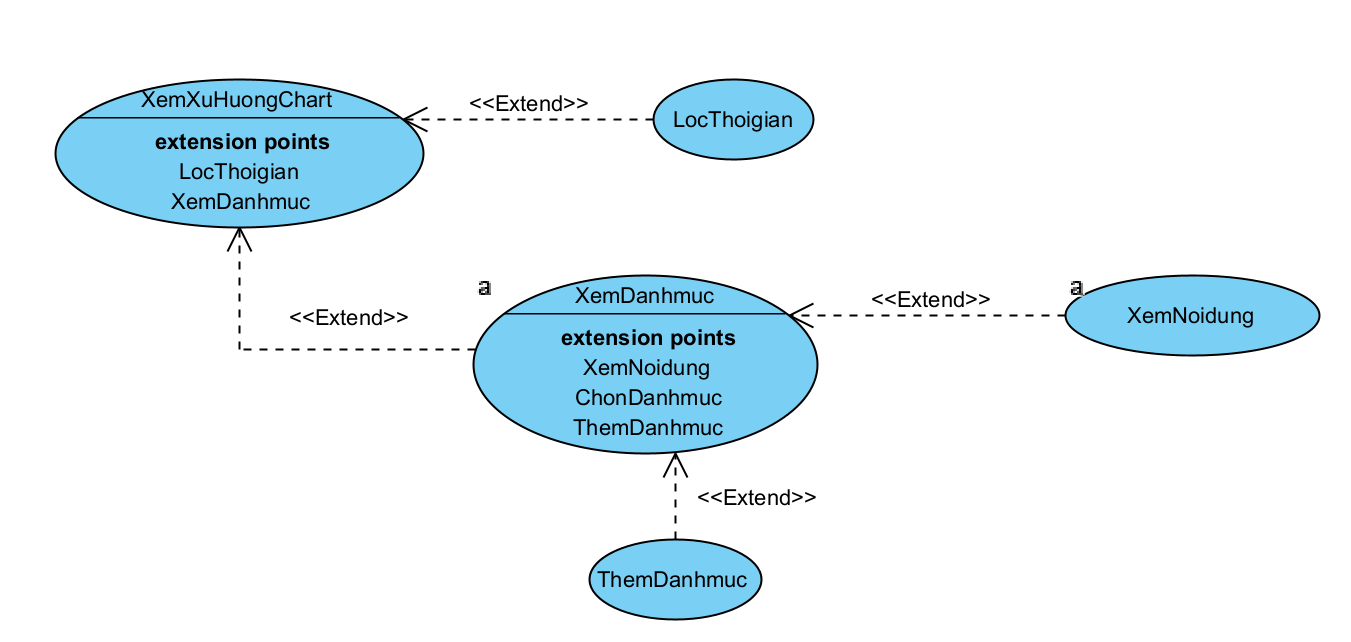 XemXuHuongChart
extension points
LocThoigian
XemDanhmuc
<<Extend>>
LocThoigian
<<Extend>>
a
XemDanhmuc
extension points
XemNoidung
ChonDanhmuc
ThemDanhmuc
<<Extend>>
a
XemNoidung
<<Extend>>
ThemDanhmuc